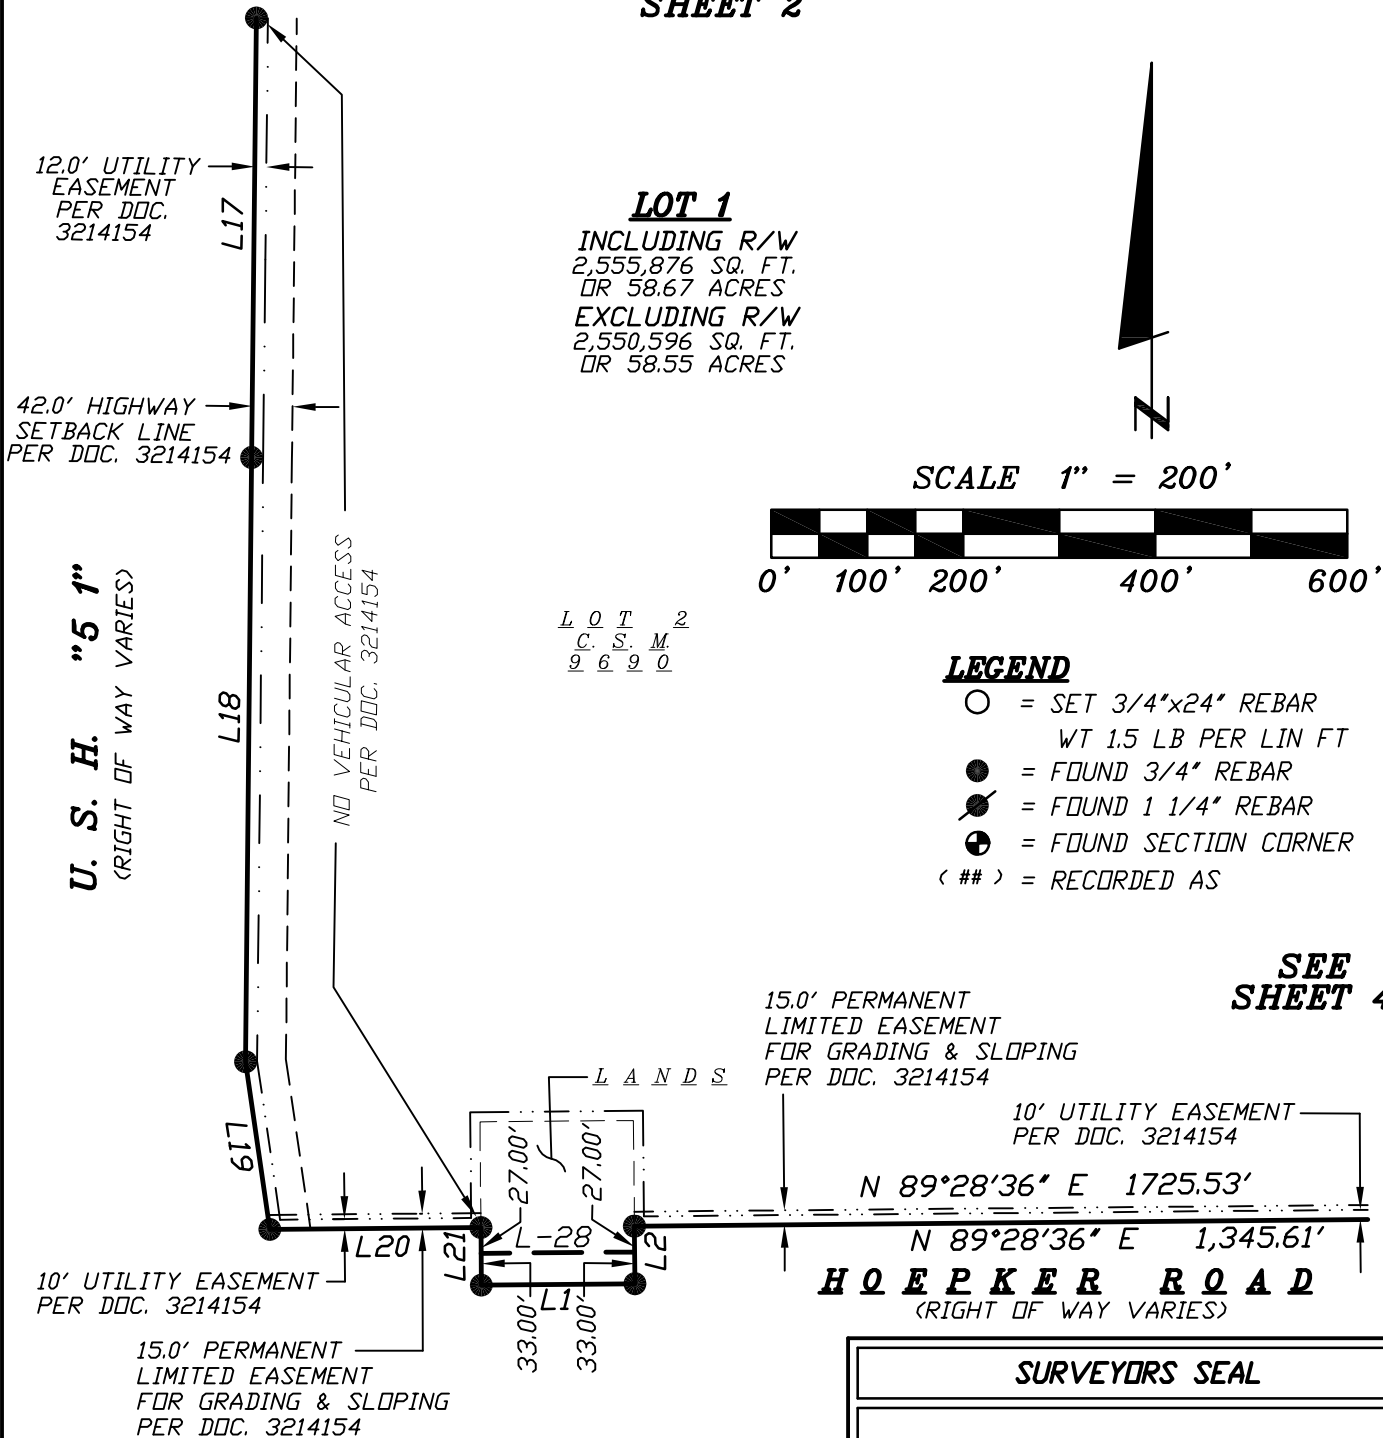 SHEET 2
12.0' UTILITY
EASEMENT
PER DOC.
3214154
L17
LOT 1
INCLUDING R/W
2,555,876 SQ. FT.
OR 58.67 ACRES
EXCLUDING R/W
2,550,596 SQ. FT.
OR 58.55 ACRES
42.0' HIGHWAY
SETBACK LINE
PER DOC. 3214154
N
SCALE 1" = 200'
0' 100' 200' 400' 600'
U. S. H. "5 1"
(RIGHT OF WAY VARIES)
L18
NO VEHICULAR ACCESS
PER DOC. 3214154
L O T 2
C. S. M.
9 6 9 0
LEGEND
= SET 3/4"x24" REBAR
WT 1.5 LB PER LIN FT
= FOUND 3/4" REBAR
= FOUND 1 1/4" REBAR
= FOUND SECTION CORNER
( ## ) = RECORDED AS
SEE
SHEET 4
15.0' PERMANENT
LIMITED EASEMENT
FOR GRADING & SLOPING
PER DOC. 3214154
L A N D S
10' UTILITY EASEMENT
PER DOC. 3214154
L19
27.00'
27.00'
N 89°28'36" E 1725.53'
L20
L21
L-28
L2
N 89°28'36" E 1,345.61'
10' UTILITY EASEMENT
PER DOC. 3214154
L1
33.00'
33.00'
H O E P K E R R O A D
(RIGHT OF WAY VARIES)
15.0' PERMANENT
LIMITED EASEMENT
FOR GRADING & SLOPING
PER DOC. 3214154
SURVEYORS SEAL